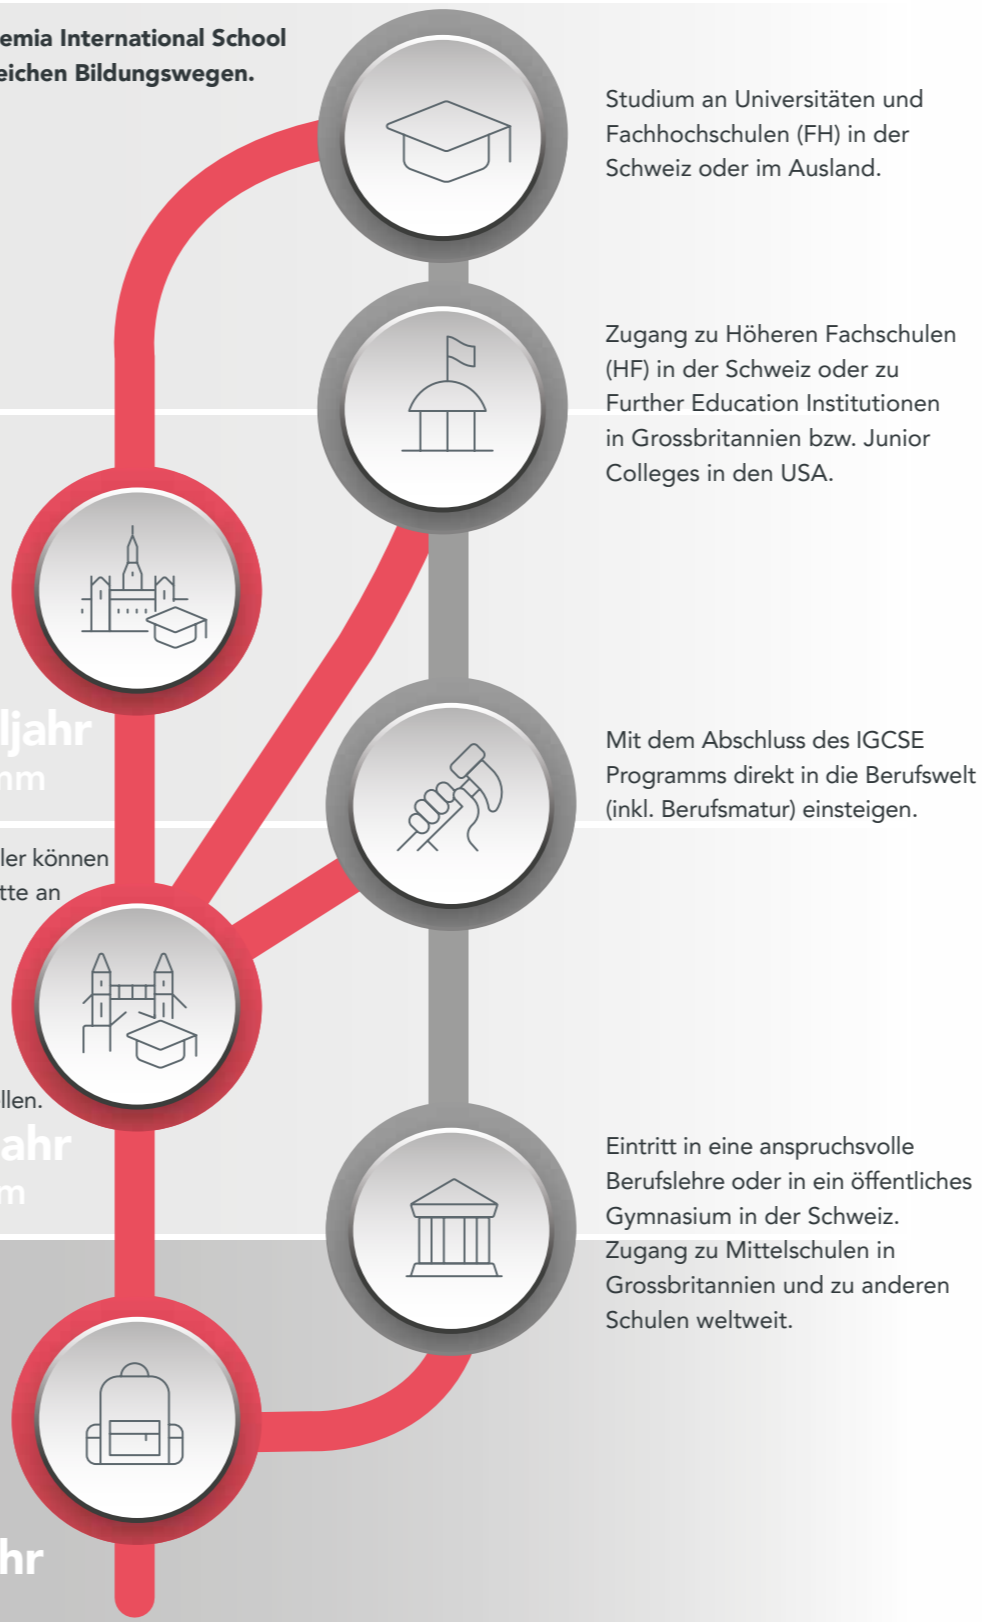 emia International School
eichen Bildungswegen.
Studium an Universitäten und
Fachhochschulen (FH) in der
Schweiz oder im Ausland.
Zugang zu Höheren Fachschulen
(HF) in der Schweiz oder zu
Further Education Institutionen
in Grossbritannien bzw. Junior
Colleges in den USA.
ljahr
mm
Mit dem Abschluss des IGCSE
Programms direkt in die Berufswelt
(inkl. Berufsmatur) einsteigen.
ler können
tte an
llen.
ahr
m
Eintritt in eine anspruchsvolle
Berufslehre oder in ein öffentliches
Gymnasium in der Schweiz.
Zugang zu Mittelschulen in
Grossbritannien und zu anderen
Schulen weltweit.
hr